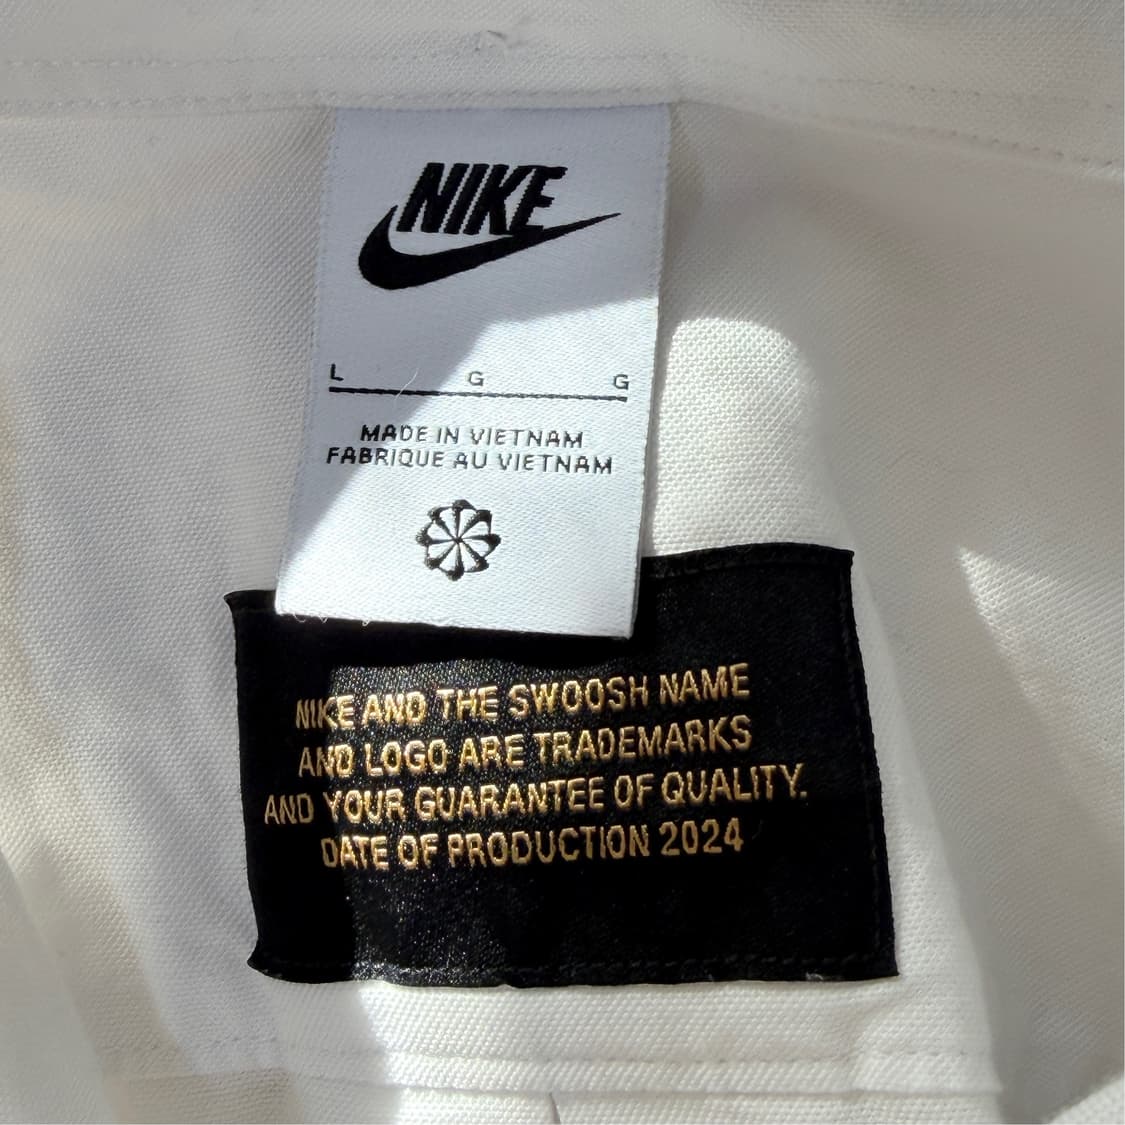 NIKE
L G G
MADE IN VIETNAM
FABRIQUE AU VIETNAM
NIKE AND THE SWOOSH NAME
AND LOGO ARE TRADEMARKS
AND YOUR GUARANTEE OF QUALITY.
DATE OF PRODUCTION 2024